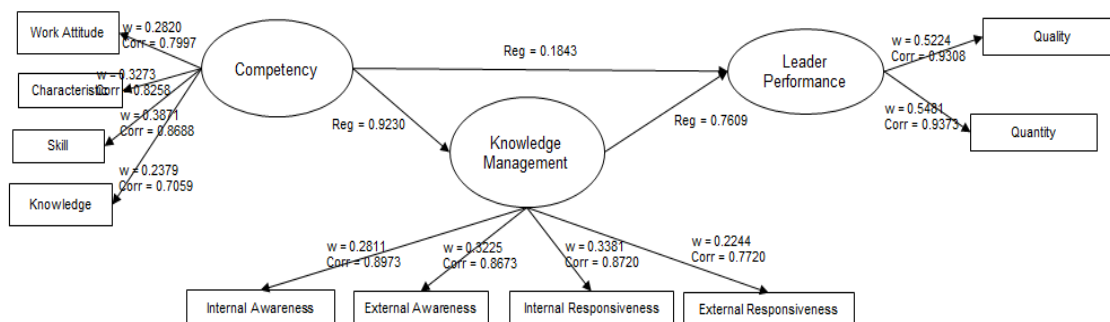 Work Attitude
w = 0.2820
Corr = 0.7997
Characteristic
w = 0.3273
Corr = 0.8258
Skill
w = 0.3871
Corr = 0.8688
Knowledge
w = 0.2379
Corr = 0.7059
Competency
Reg = 0.1843
Reg = 0.9230
Knowledge
Management
Reg = 0.7609
Leader
Performance
w = 0.5224
Corr = 0.9308
Quality
w = 0.5481
Corr = 0.9373
Quantity
w = 0.2811
Corr = 0.8973
w = 0.3225
Corr = 0.8673
w = 0.3381
Corr = 0.8720
w = 0.2244
Corr = 0.7720
Internal Awareness
External Awareness
Internal Responsiveness
External Responsiveness